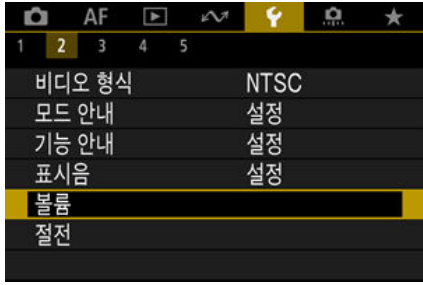 AF
1 2 3 4 5
비디오 형식 NTSC
모드 안내 설정
기능 안내 설정
표시음 설정
볼륨
절전